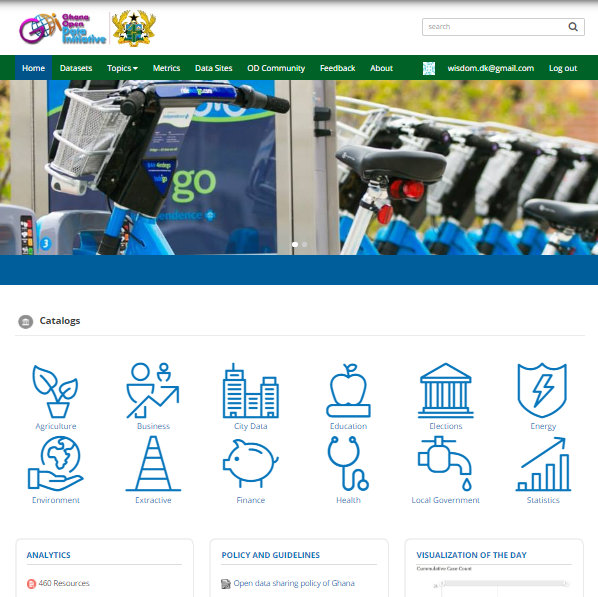 Ghana
Open
Data
Initiative
search
Home Datasets Topics Metrics Data Sites OD Community Feedback About wisdom.dk@gmail.com Log out
go
3
Catalogs
Agriculture Business City Data Education Elections Energy
Environment Extractive Finance Health Local Government Statistics
ANALYTICS POLICY AND GUIDELINES VISUALIZATION OF THE DAY
Cummulative Case Count
460 Resources Open data sharing policy of Ghana